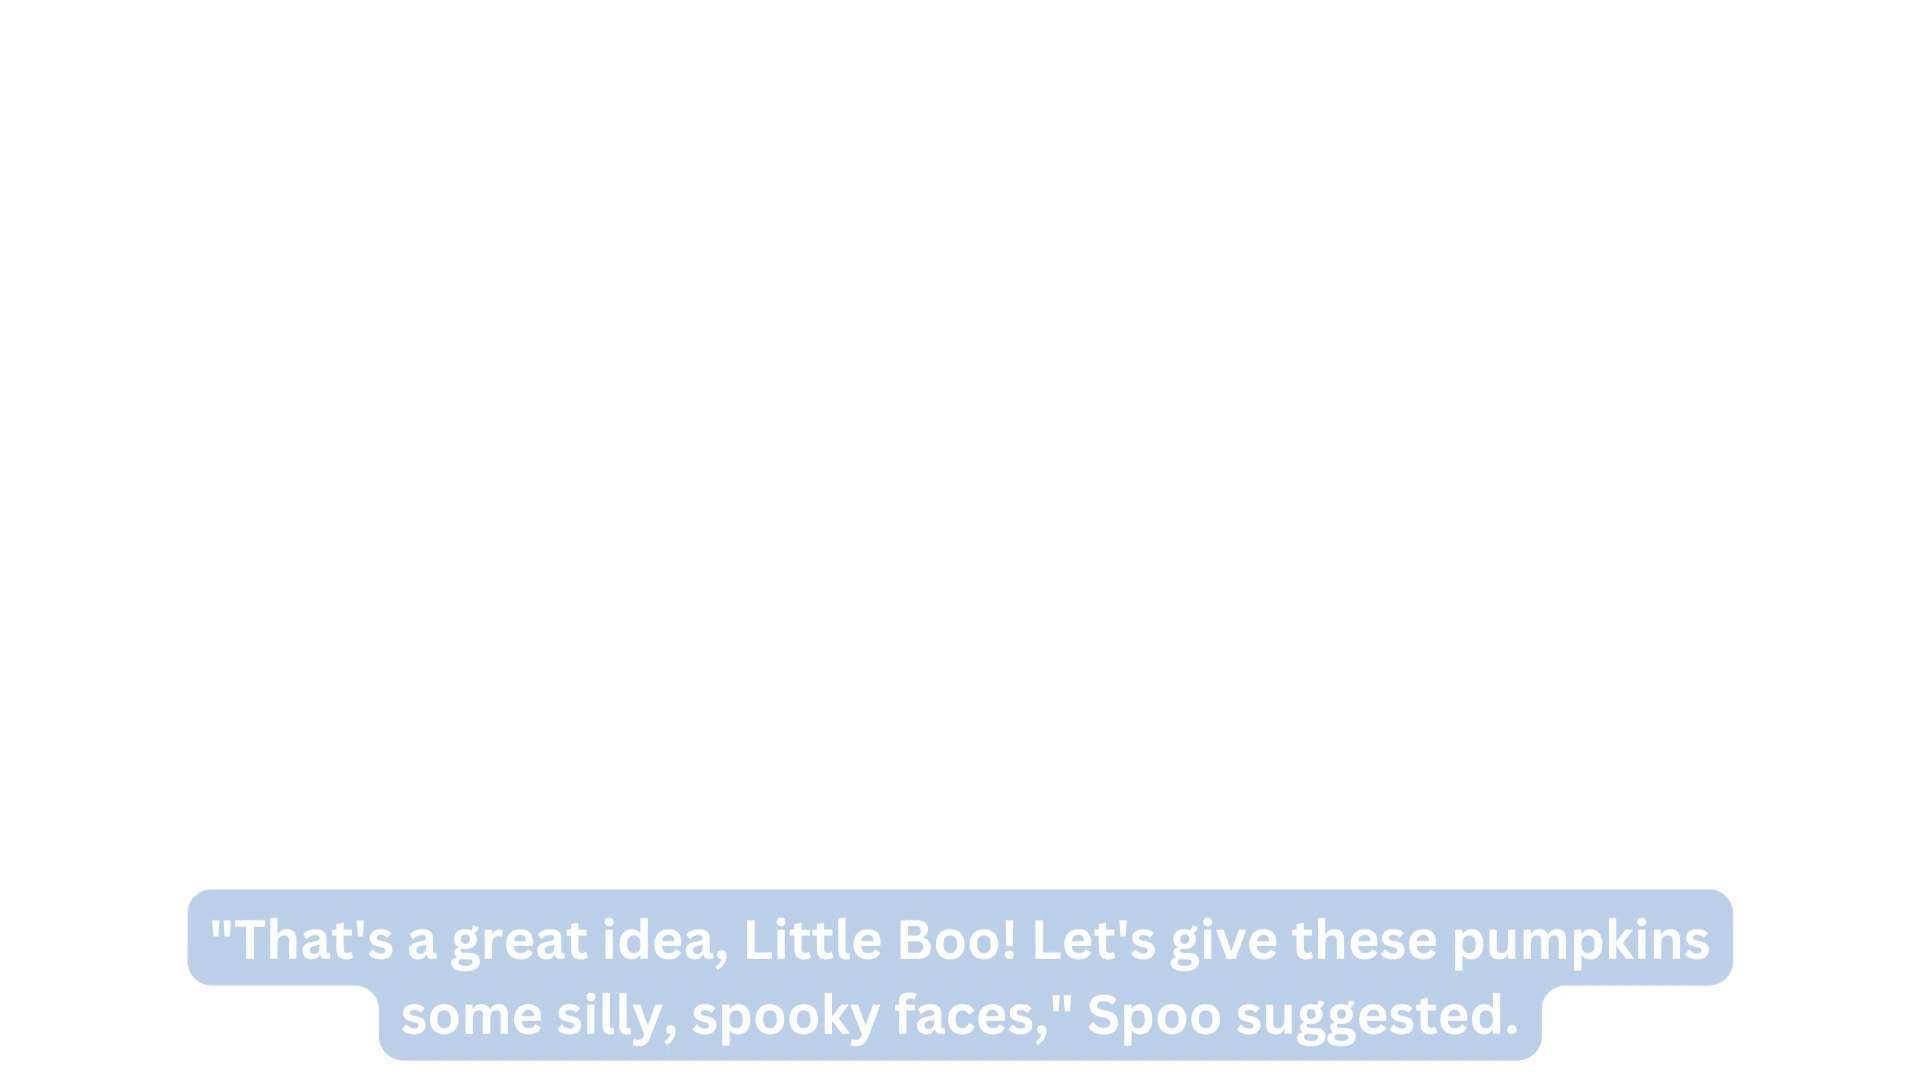 "That's a great idea, Little Boo! Let's give these pumpkins
some silly, spooky faces," Spoo suggested.